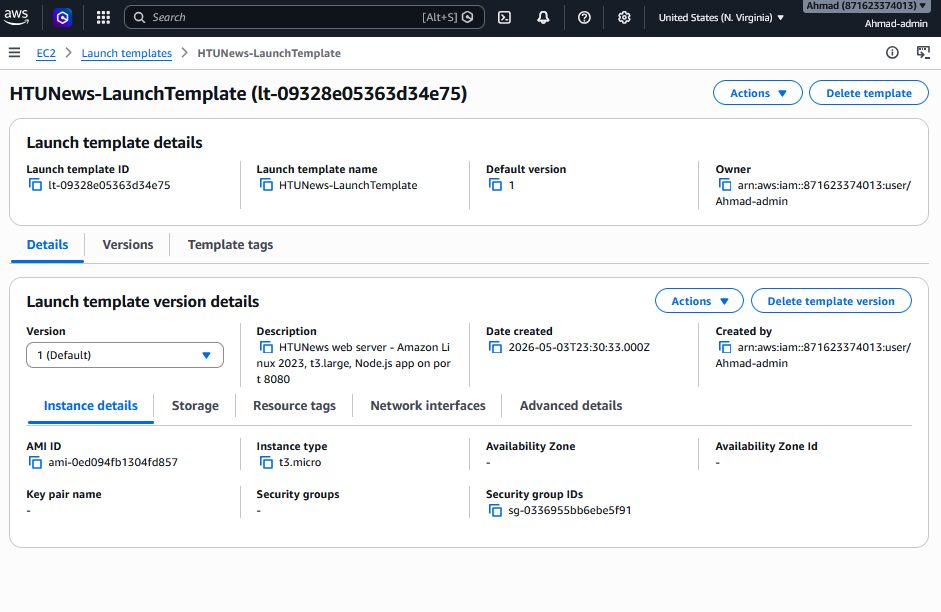 aws
Search
[Alt+S]
United States (N. Virginia)
Ahmad (871623374013)
Ahmad-admin
EC2
Launch templates
HTUNews-LaunchTemplate
HTUNews-LaunchTemplate (lt-09328e05363d34e75)
Actions
Delete template
Launch template details
Launch template ID
lt-09328e05363d34e75
Launch template name
HTUNews-LaunchTemplate
Default version
1
Owner
arn:aws:iam::871623374013:user/
Ahmad-admin
Details
Versions
Template tags
Launch template version details
Actions
Delete template version
Version
1 (Default)
Description
HTUNews web server - Amazon Li
nux 2023, t3.large, Node.js app on por
t 8080
Date created
2026-05-03T23:30:33.000Z
Created by
arn:aws:iam::871623374013:user/
Ahmad-admin
Instance details
Storage
Resource tags
Network interfaces
Advanced details
AMI ID
ami-0ed094fb1304fd857
Instance type
t3.micro
Availability Zone
-
Availability Zone Id
-
Key pair name
-
Security groups
-
Security group IDs
sg-0336955bb6ebe5f91